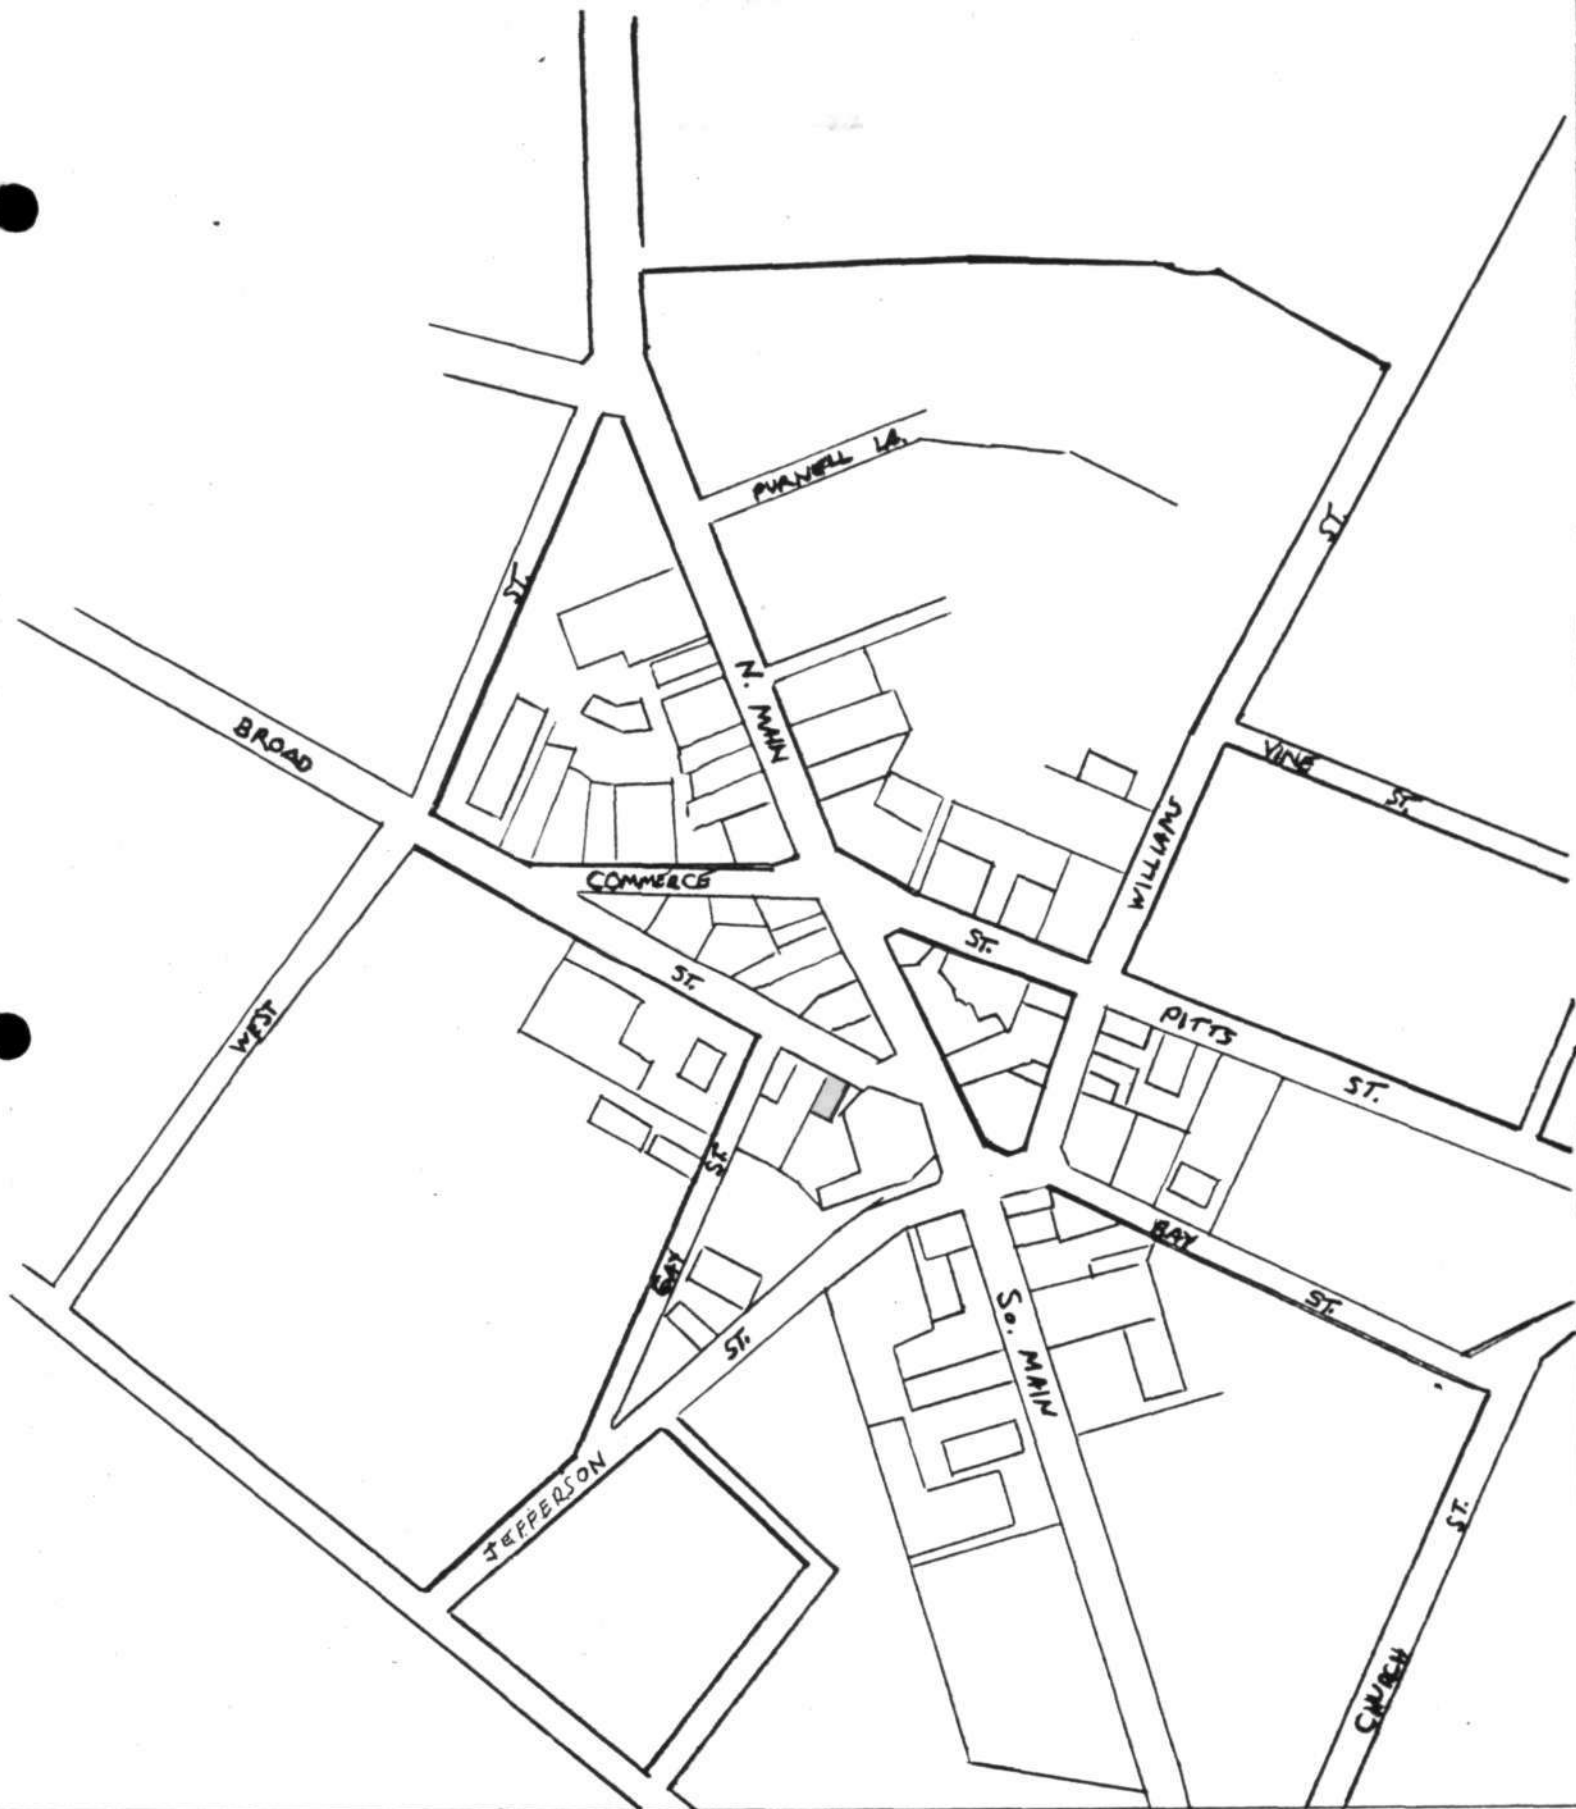 PURNELL LA.
ST.
ST.
N. MAIN
BROAD
VINE
ST.
WILLIAMS
COMMERCE
ST.
ST.
WEST
PITTS
ST.
ST.
BAY
GAY
ST.
So. MAIN
ST.
JEFFERSON
ST.
CHURCH